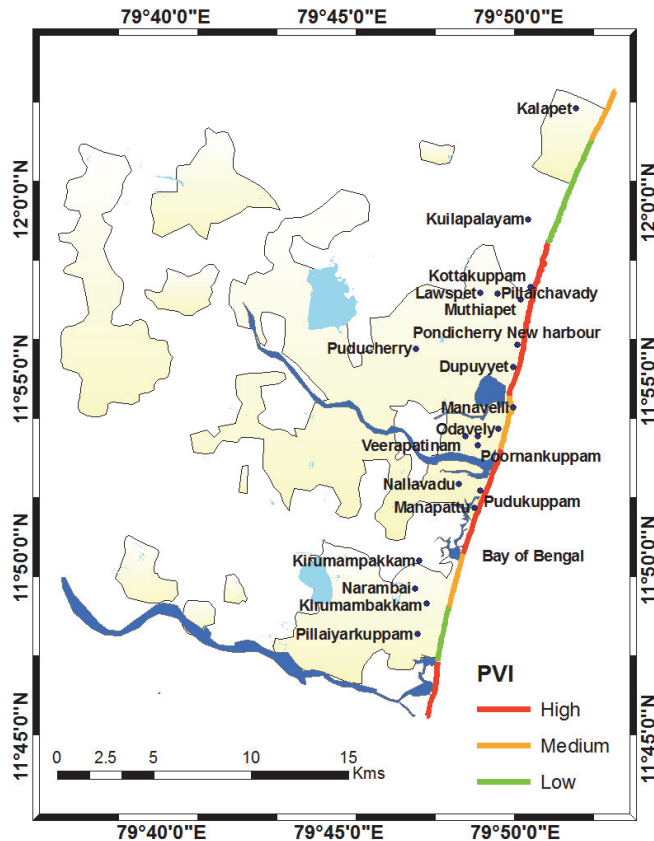 79°40'0"E 79°45'0"E 79°50'0"E
12°0'0"N
11°55'0"N
11°50'0"N
11°45'0"N
12°0'0"N
11°55'0"N
11°50'0"N
11°45'0"N
Kalapet
Kuilapalayam
Kottakuppam
Lawspet Pillaichavady
Muthiapet
Pondicherry New harbour
Puducherry
Dupuyyet
Manavelli
Odavely
Veerapatinam
Poornankuppam
Nallavadu
Pudukuppam
Manapattu
Bay of Bengal
Kirumampakkam
Narambai
KIrumambakkam
Pillaiyarkuppam
PVI
High
Medium
Low
0 2.5 5 10 15
Kms
79°40'0"E 79°45'0"E 79°50'0"E